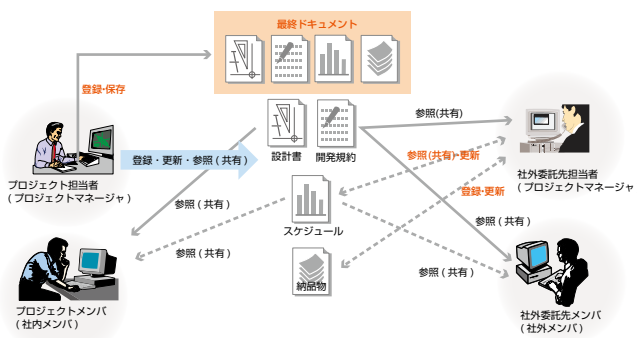 最終ドキュメント
登録・保存
参照(共有)
設計書
開発規約
登録・更新・参照 ( 共有 )
参照(共有)・更新
プロジェクト担当者
( プロジェクトマネージャ )
社外委託先担当者
( プロジェクトマネージャ
登録・更新
参照 ( 共有 )
スケジュール
参照 ( 共有 )
参照 ( 共有 )
参照 ( 共有 )
納品物
プロジェクトメンバ
( 社内メンバ )
社外委託先メンバ
( 社外メンバ )